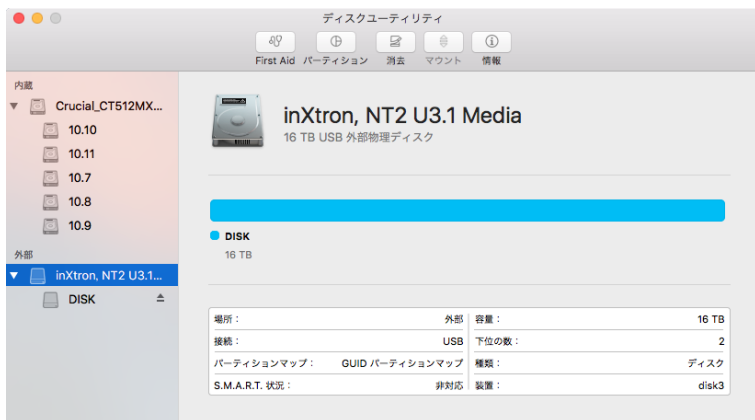 ディスクユーティリティ
First Aid パーティション 消去 マウント 情報
内蔵
Crucial_CT512MX...
10.10
10.11
10.7
10.8
10.9
外部
inXtron, NT2 U3.1...
DISK
inXtron, NT2 U3.1 Media
16 TB USB 外部物理ディスク
DISK
16 TB
場所： 外部 容量： 16 TB
接続： USB 下位の数： 2
パーティションマップ： GUID パーティションマップ 種類： ディスク
S.M.A.R.T. 状況： 非対応 装置： disk3